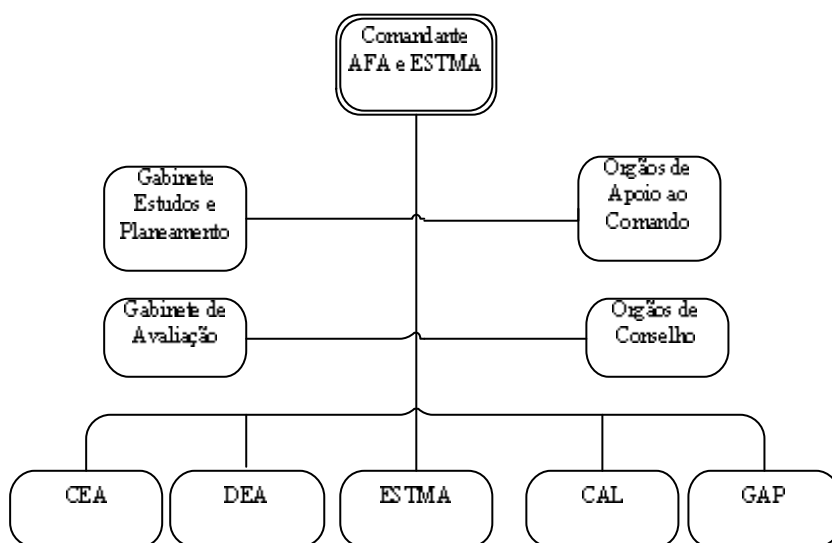 Comandante
AFA e ESTMA
Gabinete
Estudos e
Planeamento
Orgãos de
Apoio ao
Comando
Gabinete de
Avaliação
Orgãos de
Conselho
CEA
DEA
ESTMA
CAL
GAP